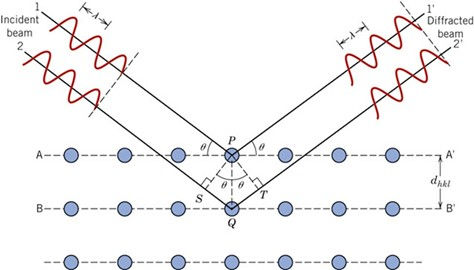 1
Incident
beam
2
λ
λ
1'
Diffracted
beam
2'
P
θ
θ
A
A'
θ
θ
S
T
d_hkl
B
B'
Q